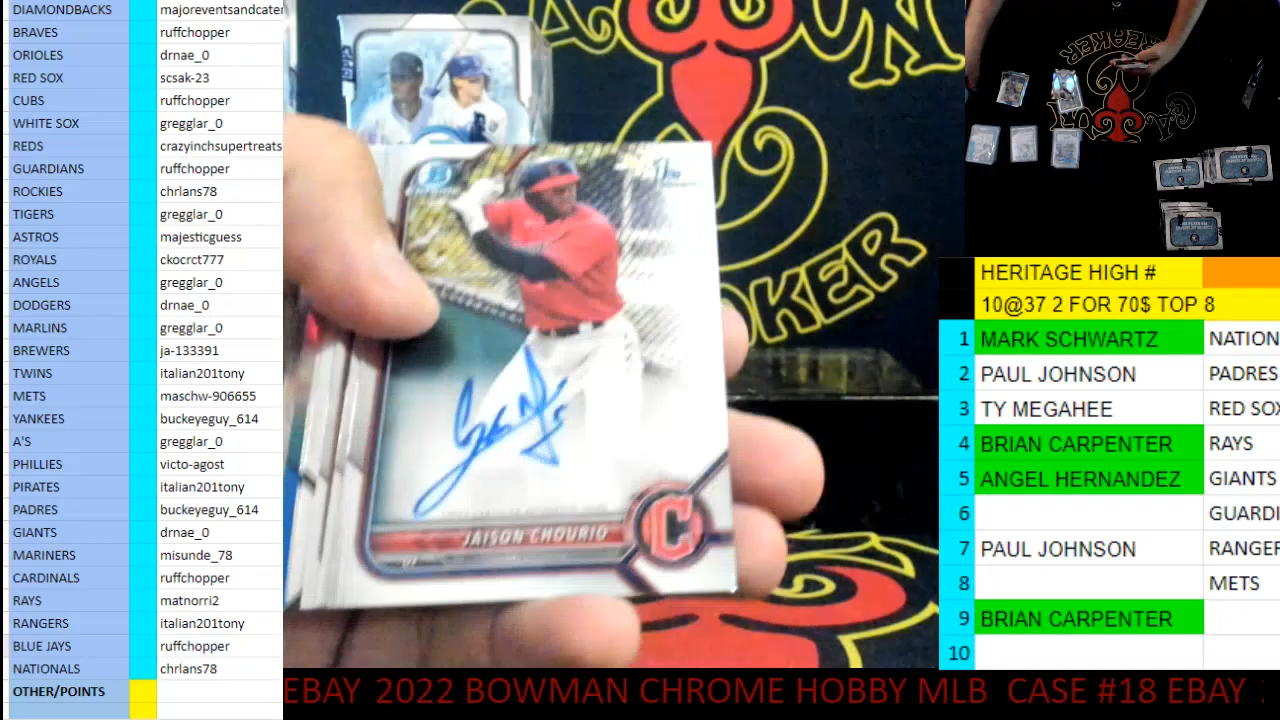 DIAMONDBACKS majoreventsandcater
BRAVES ruffchopper
ORIOLES drnae_0
RED SOX scsak-23
CUBS ruffchopper
WHITE SOX gregglar_0
REDS crazyinchsupertreats
GUARDIANS ruffchopper
ROCKIES chrlans78
TIGERS gregglar_0
ASTROS majesticguess
ROYALS ckocrct777
ANGELS gregglar_0
DODGERS drnae_0
MARLINS gregglar_0
BREWERS ja-133391
TWINS italian201tony
METS maschw-906655
YANKEES buckeyeguy_614
A'S gregglar_0
PHILLIES victo-agost
PIRATES italian201tony
PADRES buckeyeguy_614
GIANTS drnae_0
MARINERS misunde_78
CARDINALS ruffchopper
RAYS matnorri2
RANGERS italian201tony
BLUE JAYS ruffchopper
NATIONALS chrlans78
OTHER/POINTS
1st
JAISON CHOURIO
C
OKER
HERITAGE HIGH #
10@37 2 FOR 70$ TOP 8
1 MARK SCHWARTZ NATION
2 PAUL JOHNSON PADRES
3 TY MEGAHEE RED SOX
4 BRIAN CARPENTER RAYS
5 ANGEL HERNANDEZ GIANTS
6 GUARDI
7 PAUL JOHNSON RANGER
8 METS
9 BRIAN CARPENTER
10
EBAY 2022 BOWMAN CHROME HOBBY MLB CASE #18 EBAY